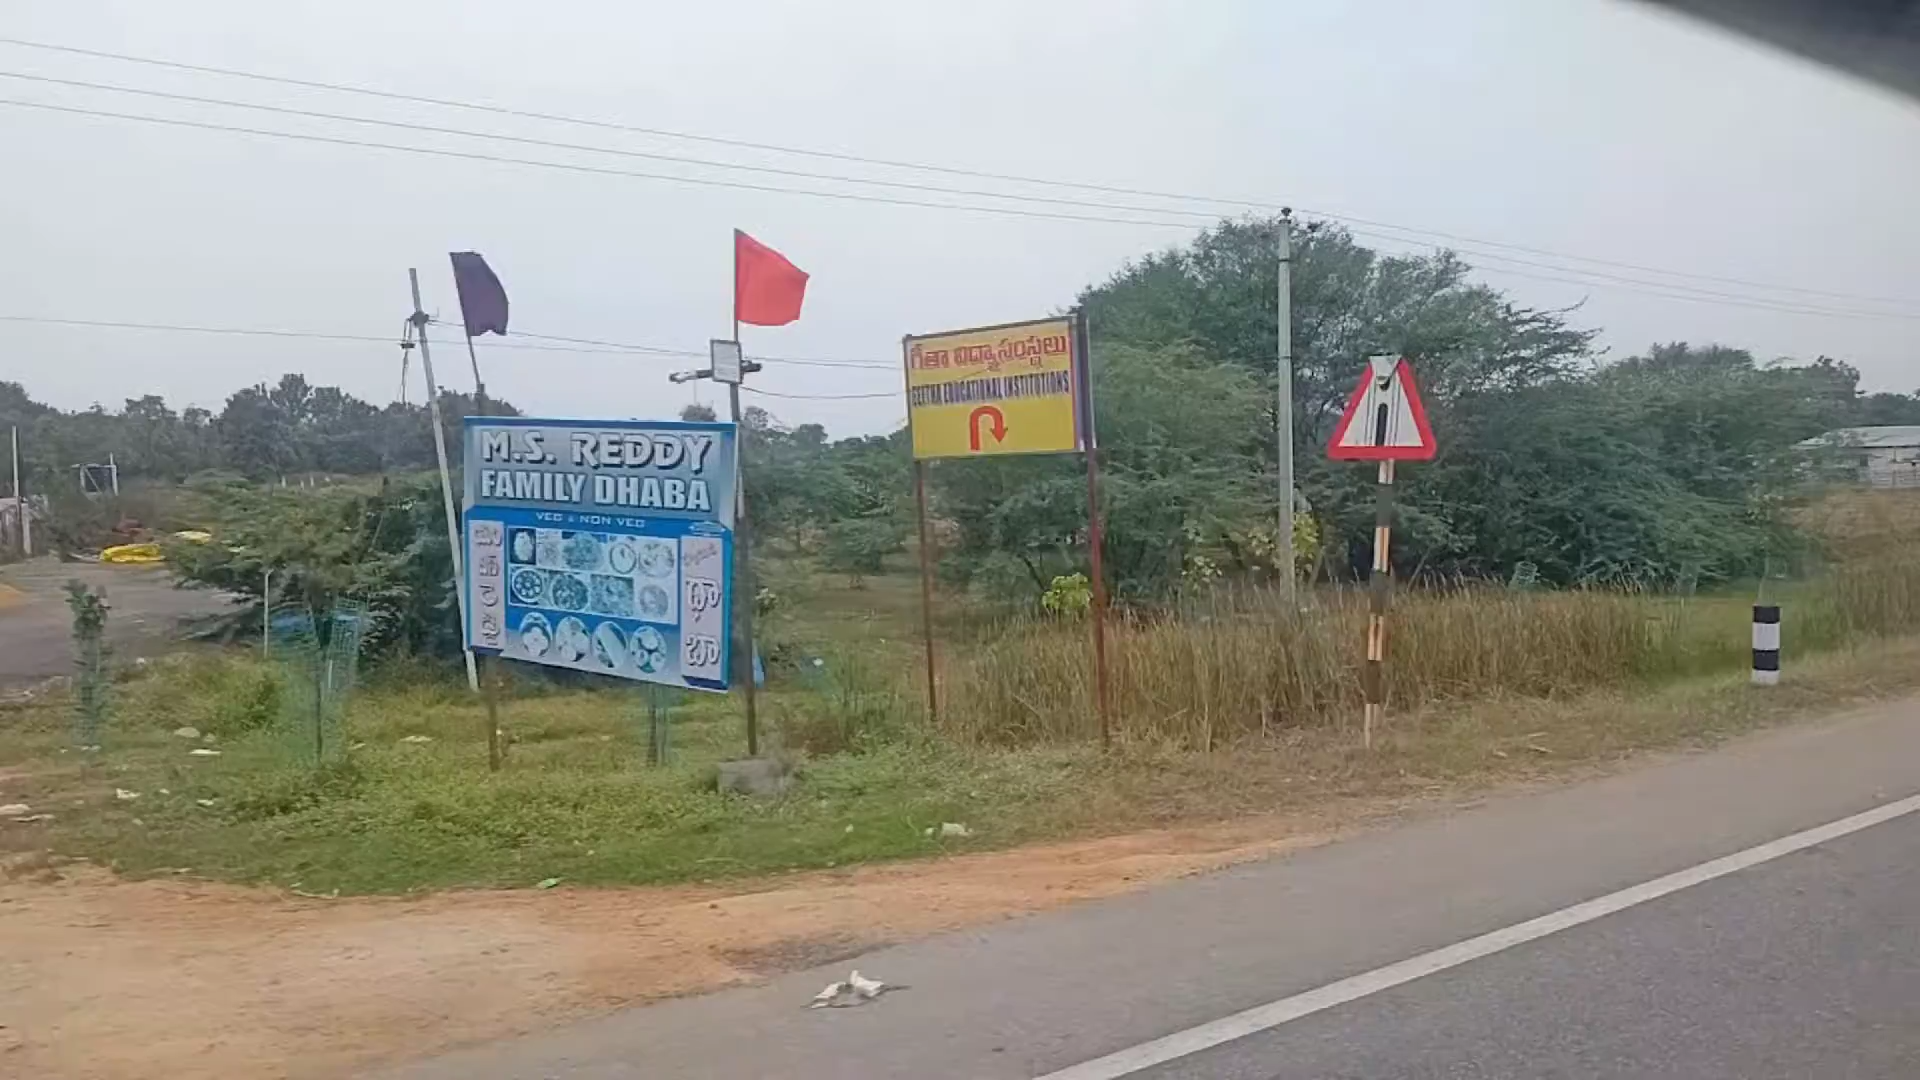 M.S. REDDY
FAMILY DHABA
VEG & NON VEG
ధా
బా
గీతా విద్యాసంస్థలు
GEETHA EDUCATIONAL INSTITUTIONS